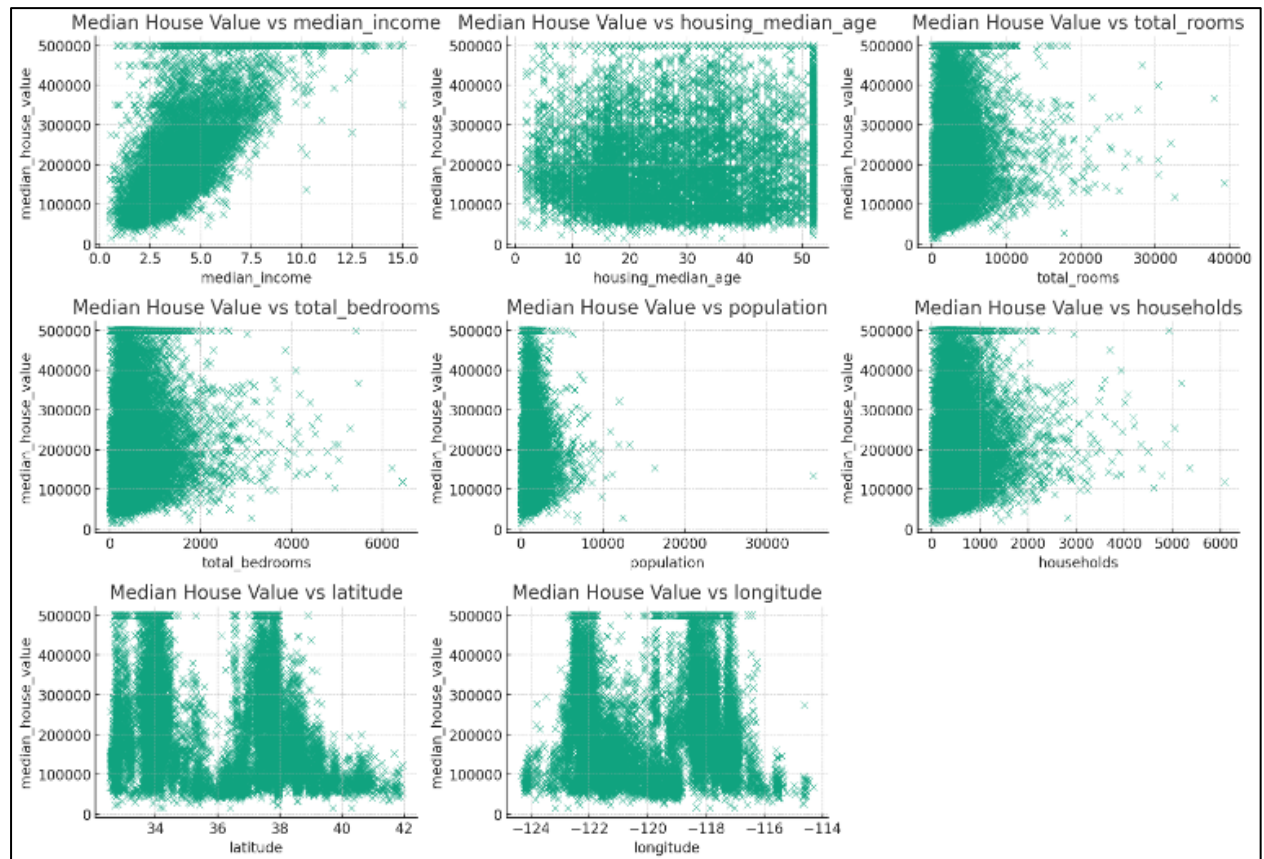 Median House Value vs median_income
Median House Value vs housing_median_age
Median House Value vs total_rooms
500000
400000
300000
200000
100000
0
median_house_value
0.0 2.5 5.0 7.5 10.0 12.5 15.0
median_income
500000
400000
300000
200000
100000
0
median_house_value
0 10 20 30 40 50
housing_median_age
500000
400000
300000
200000
100000
0
median_house_value
0 10000 20000 30000 40000
total_rooms
Median House Value vs total_bedrooms
Median House Value vs population
Median House Value vs households
500000
400000
300000
200000
100000
0
median_house_value
0 2000 4000 6000
total_bedrooms
500000
400000
300000
200000
100000
0
median_house_value
0 10000 20000 30000
population
500000
400000
300000
200000
100000
0
median_house_value
0 1000 2000 3000 4000 5000 6000
households
Median House Value vs latitude
Median House Value vs longitude
500000
400000
300000
200000
100000
0
median_house_value
34 36 38 40 42
latitude
500000
400000
300000
200000
100000
0
median_house_value
−124 −122 −120 −118 −116 −114
longitude